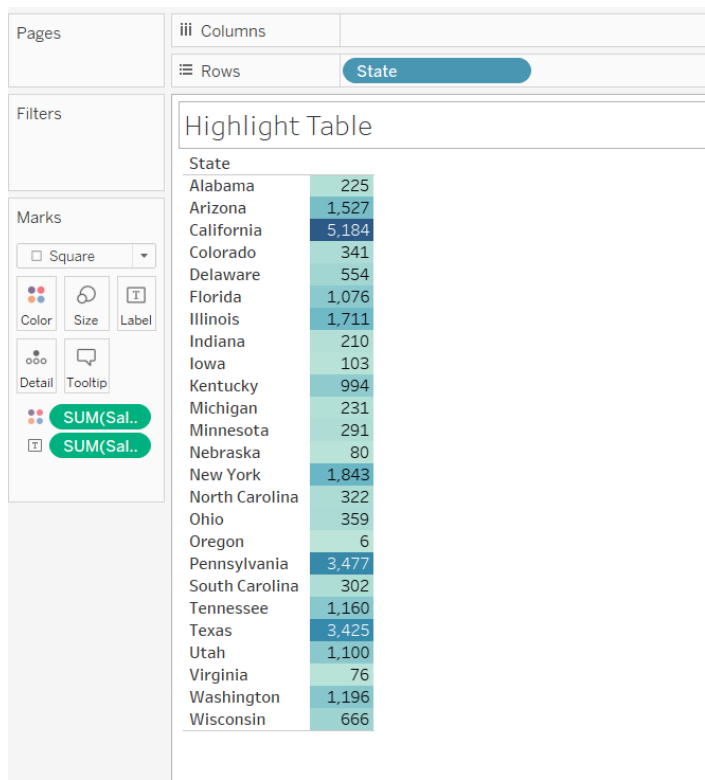 Pages
iii Columns
Rows State
Filters
Highlight Table
State
Alabama 225
Arizona 1,527
California 5,184
Colorado 341
Delaware 554
Florida 1,076
Illinois 1,711
Indiana 210
Iowa 103
Kentucky 994
Michigan 231
Minnesota 291
Nebraska 80
New York 1,843
North Carolina 322
Ohio 359
Oregon 6
Pennsylvania 3,477
South Carolina 302
Tennessee 1,160
Texas 3,425
Utah 1,100
Virginia 76
Washington 1,196
Wisconsin 666
Marks
Square
Color Size Label
Detail Tooltip
SUM(Sal..
T SUM(Sal..